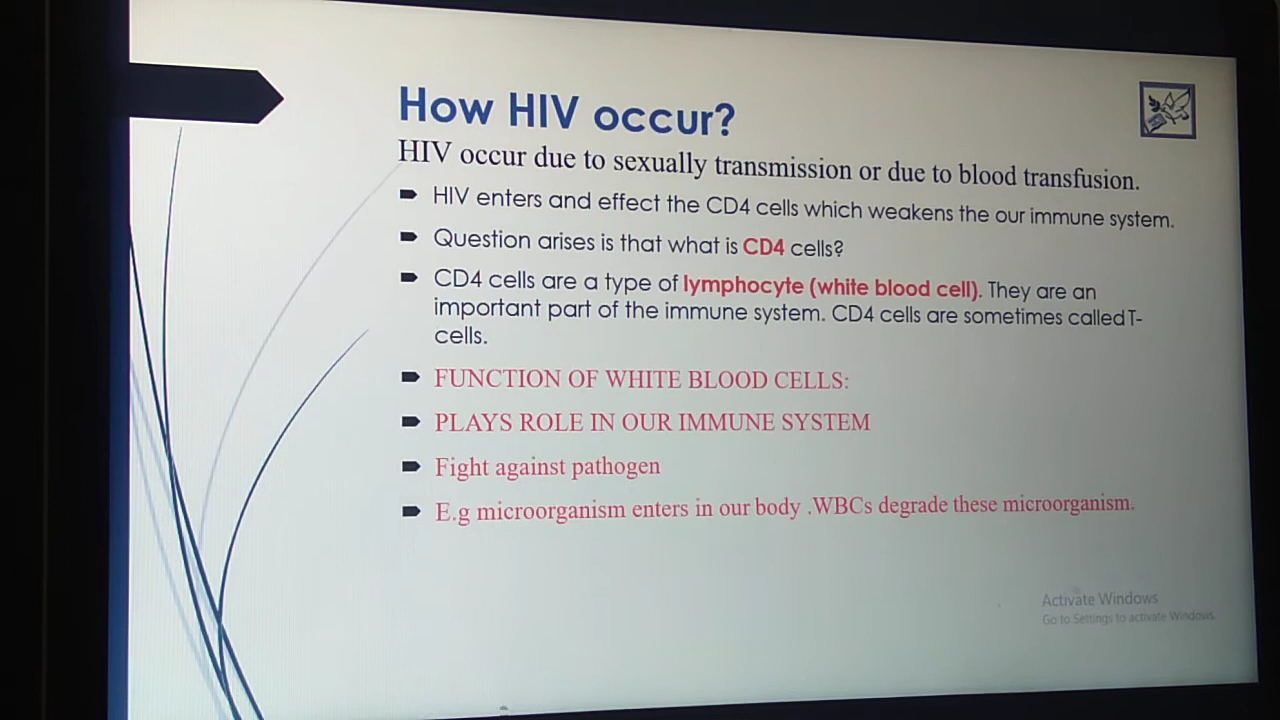 How HIV occur?
HIV occur due to sexually transmission or due to blood transfusion.
HIV enters and effect the CD4 cells which weakens the our immune system.
Question arises is that what is CD4 cells?
CD4 cells are a type of lymphocyte (white blood cell). They are an
important part of the immune system. CD4 cells are sometimes called T-
cells.
FUNCTION OF WHITE BLOOD CELLS:
PLAYS ROLE IN OUR IMMUNE SYSTEM
Fight against pathogen
E.g microorganism enters in our body .WBCs degrade these microorganism.
Activate Windows
Go to Settings to activate Windows.